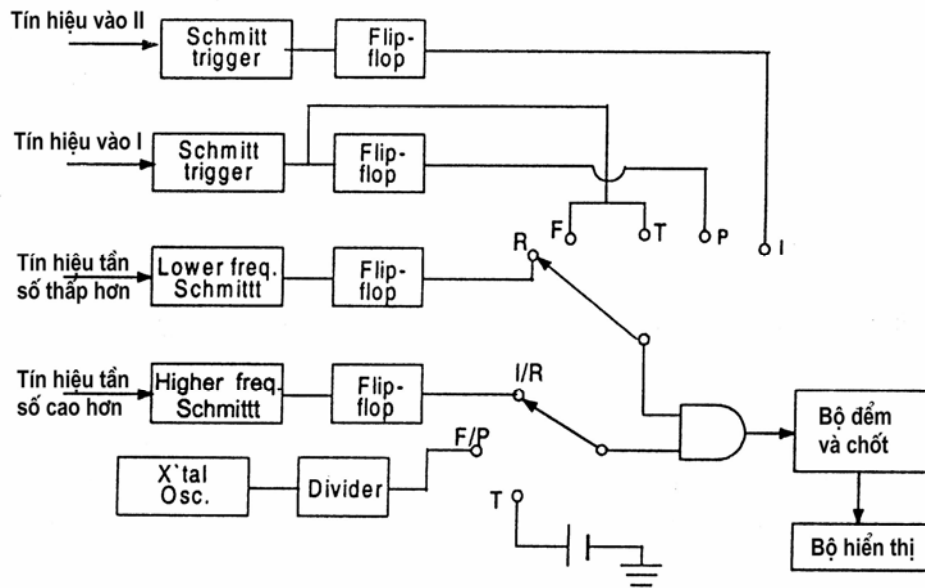 Tín hiệu vào II
Schmitt
trigger
Flip-
flop
Tín hiệu vào I
Schmitt
trigger
Flip-
flop
F
T
P
I
R
Tín hiệu tần
số thấp hơn
Lower freq.
Schmittt
Flip-
flop
Tín hiệu tần
số cao hơn
Higher freq.
Schmittt
Flip-
flop
I/R
F/P
X`tal
Osc.
Divider
T
Bộ đểm
và chốt
Bộ hiển thị